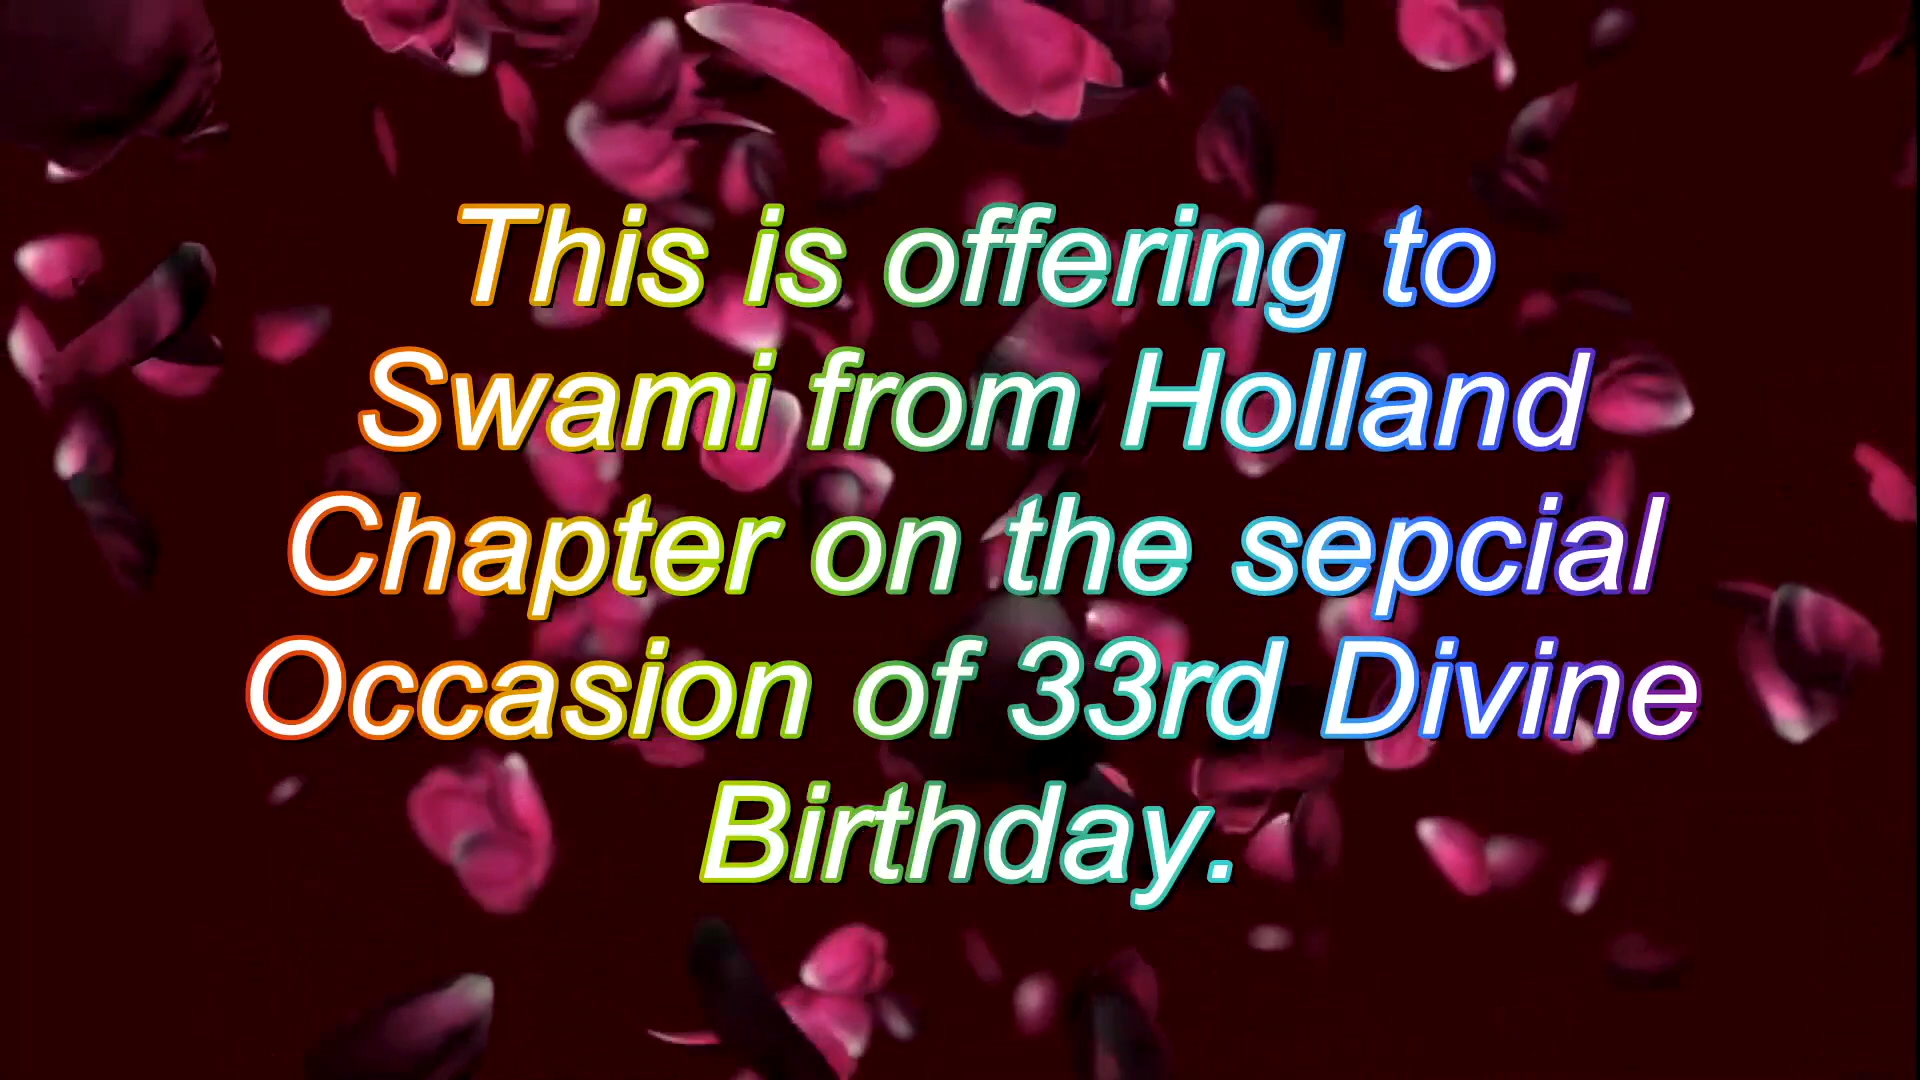 This is offering to
Swami from Holland
Chapter on the sepcial
Occasion of 33rd Divine
Birthday.